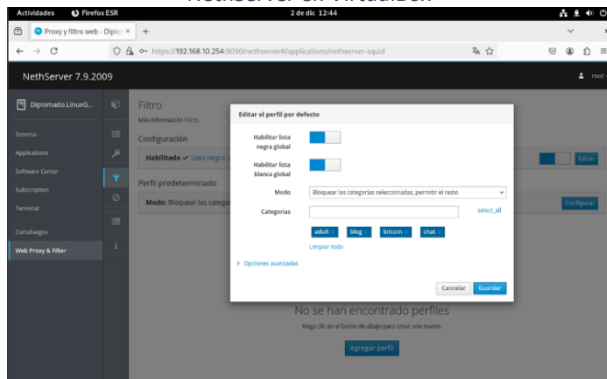 NethServer en VirtualBox
Actividades Firefox ESR 2 de dic 12:44
Proxy y filtro web - Diplo
https://192.168.10.254:9090/nethserver#/applications/nethserver-squid
NethServer 7.9.2009
root
Diplomado.LinuxG...
Sistema
Applications
Software Center
Subscription
Terminal
Cortafuegos
Web Proxy & Filter
Filtro
Más información Filtro.
Configuración
Habilitado ✓ Lista negra
Editar
Perfil predeterminado
Modo: Bloquear las catego
Configurar
Editar el perfil por defecto
Habilitar lista
negra global
Habilitar lista
blanca global
Modo Bloquear las categorías seleccionadas, permitir el resto
Categorías select_all
adult × blog × bitcoin × chat ×
Limpiar todo
> Opciones avanzadas
Cancelar Guardar
No se han encontrado perfiles
Haga clic en el botón de abajo para crear uno nuevo.
Agregar perfil